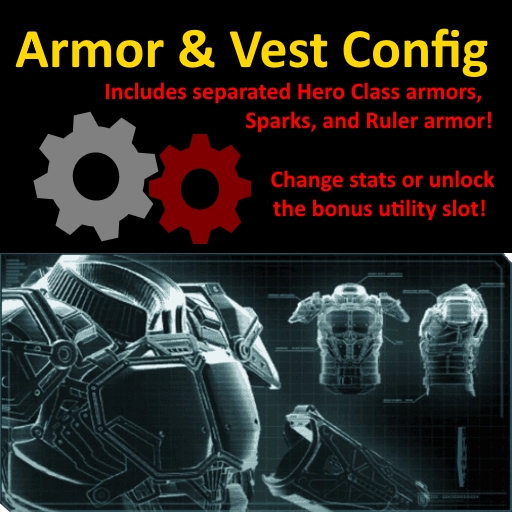 Armor & Vest Config
Includes separated Hero Class armors,
Sparks, and Ruler armor!
Change stats or unlock
the bonus utility slot!